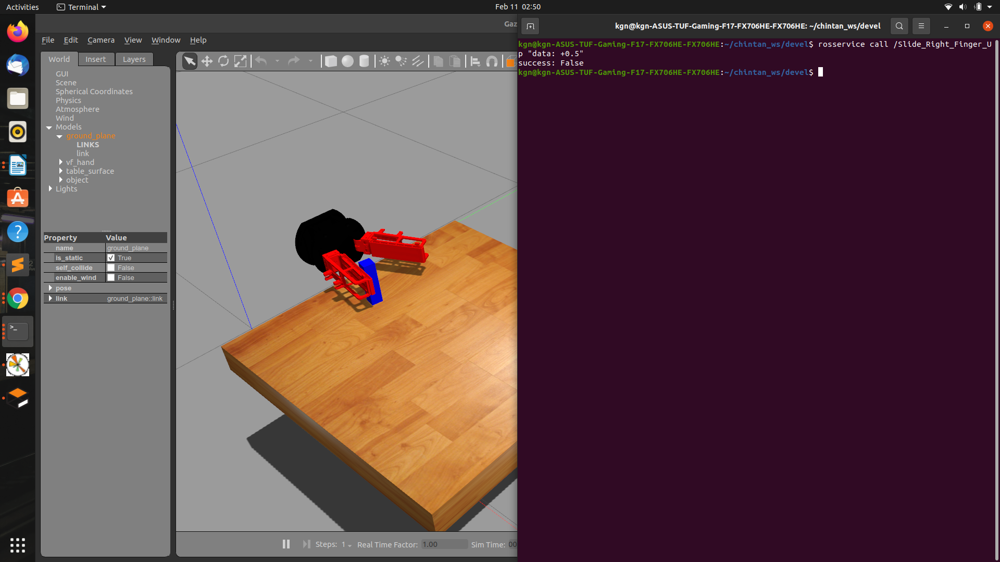 Activities
Terminal
Feb 11 02:50
Gaz
File Edit Camera View Window Help
World Insert Layers
GUI
Scene
Spherical Coordinates
Physics
Atmosphere
Wind
Models
ground_plane
LINKS
link
vf_hand
table_surface
object
Lights
Property Value
name ground_plane
is_static True
self_collide False
enable_wind False
pose
link ground_plane::link
Steps: 1 Real Time Factor: 1.00 Sim Time: 00
kgn@kgn-ASUS-TUF-Gaming-F17-FX706HE-FX706HE: ~/chintan_ws/devel
kgn@kgn-ASUS-TUF-Gaming-F17-FX706HE-FX706HE:~/chintan_ws/devel$ rosservice call /Slide_Right_Finger_U
p "data: +0.5"
success: False
kgn@kgn-ASUS-TUF-Gaming-F17-FX706HE-FX706HE:~/chintan_ws/devel$